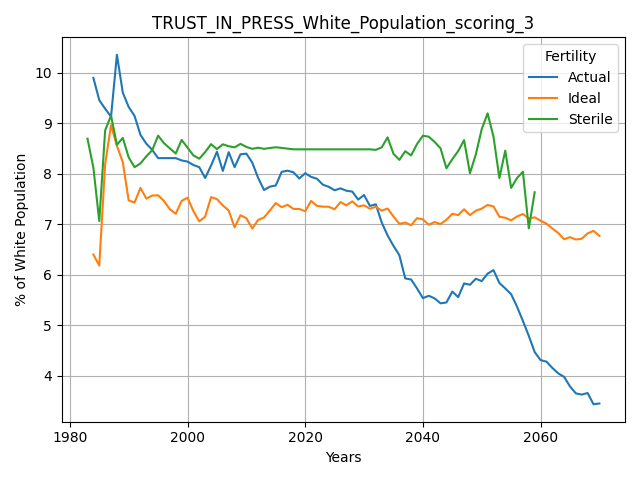 TRUST_IN_PRESS_White_Population_scoring_3
Fertility
Actual
Ideal
Sterile
% of White Population
10
9
8
7
6
5
4
1980
2000
2020
2040
2060
Years